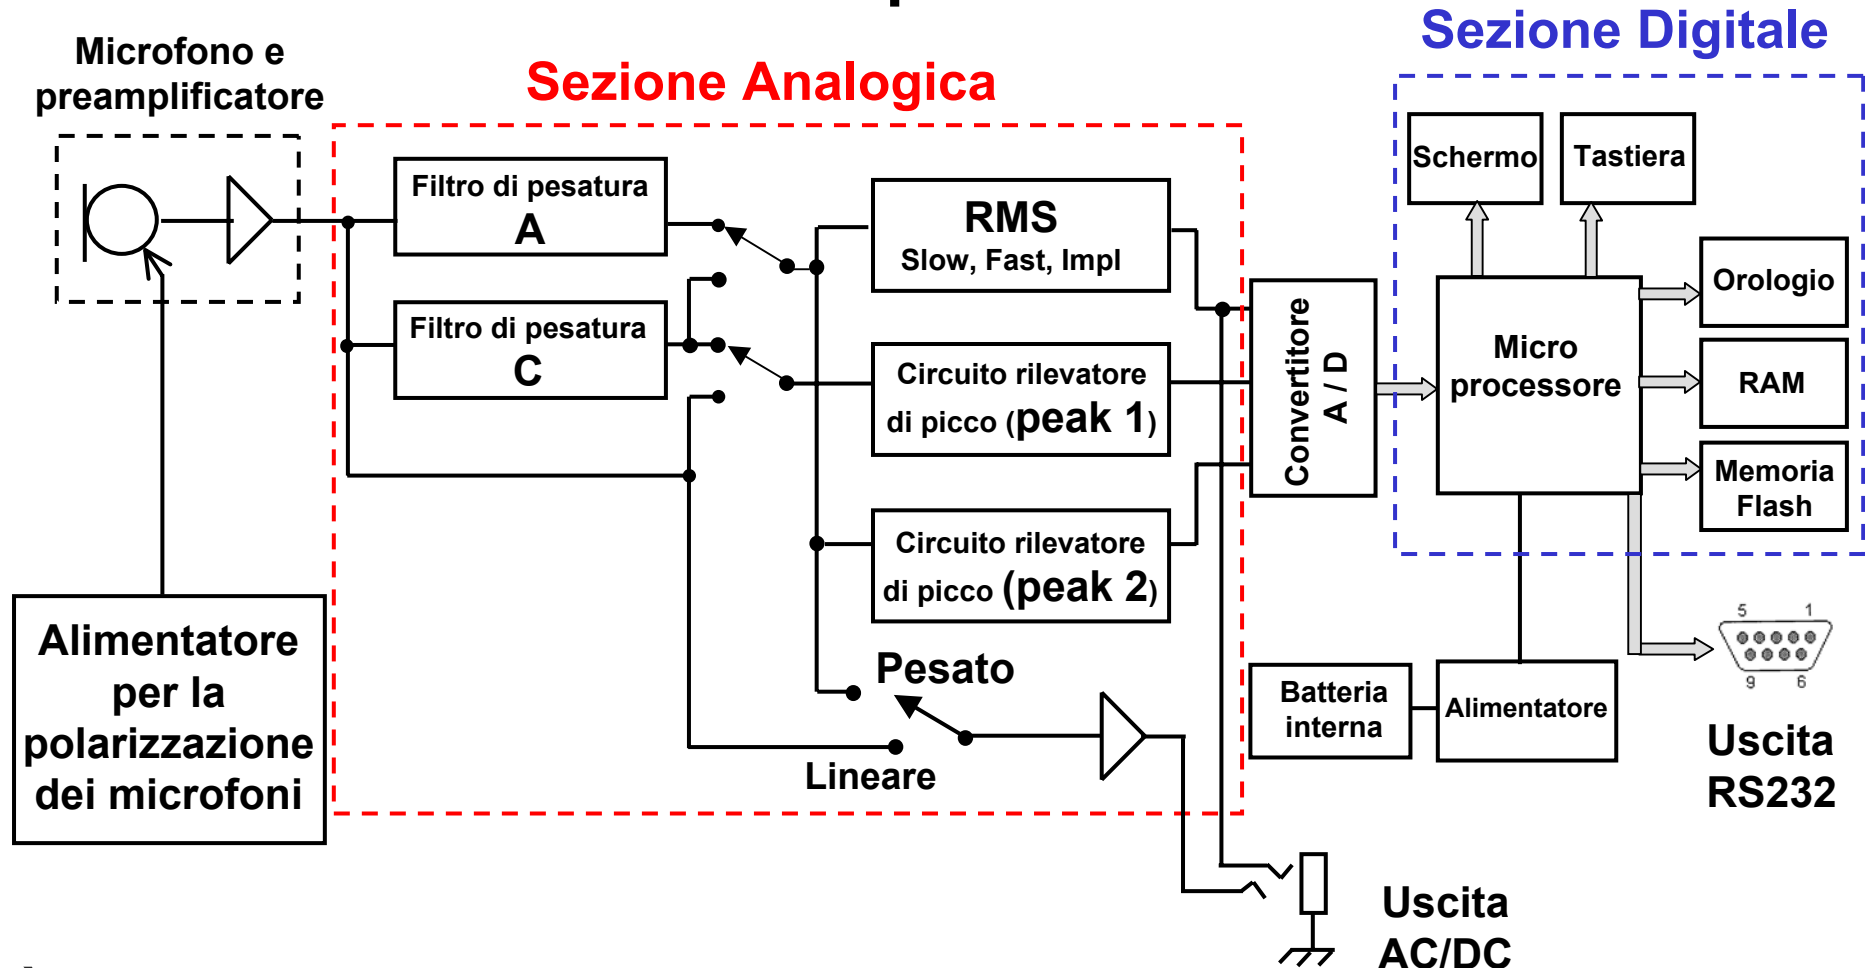 Sezione Digitale
Microfono e
preamplificatore
Sezione Analogica
Filtro di pesatura
A
Filtro di pesatura
C
RMS
Slow, Fast, Impl
Circuito rilevatore
di picco (peak 1)
Circuito rilevatore
di picco (peak 2)
Pesato
Lineare
Convertitore
A / D
Schermo
Tastiera
Micro
processore
Orologio
RAM
Memoria
Flash
Alimentatore
per la
polarizzazione
dei microfoni
Batteria
interna
Alimentatore
5 1
9 6
Uscita
RS232
Uscita
AC/DC